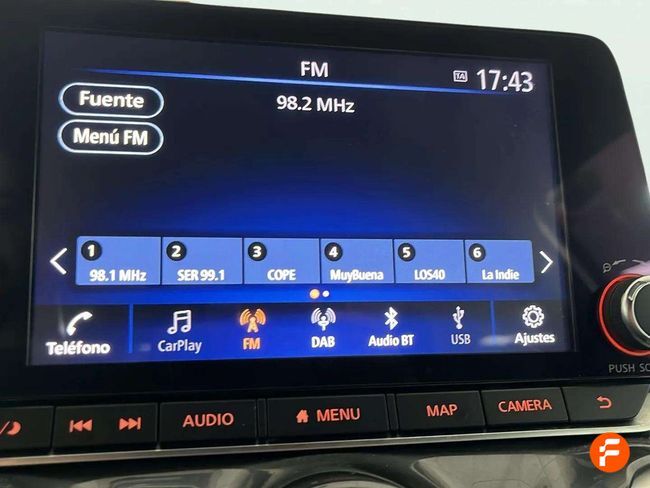 FM
TA
17:43
Fuente
98.2 MHz
Menú FM
1 2 3 4 5 6
98.1 MHz SER 99.1 COPE MuyBuena LOS40 La Indie
Teléfono CarPlay FM DAB Audio BT USB Ajustes
PUSH
AUDIO MENU MAP CAMERA